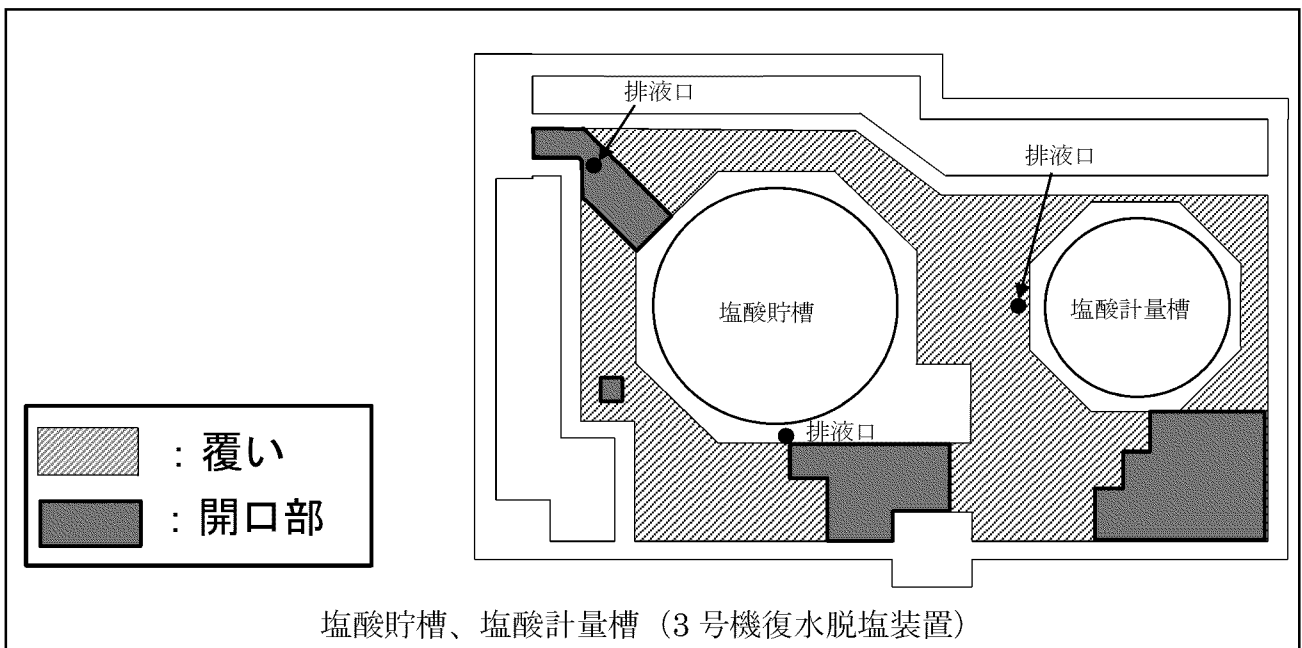 排液口
排液口
塩酸貯槽
塩酸計量槽
排液口
：覆い
：開口部
塩酸貯槽、塩酸計量槽（3 号機復水脱塩装置）